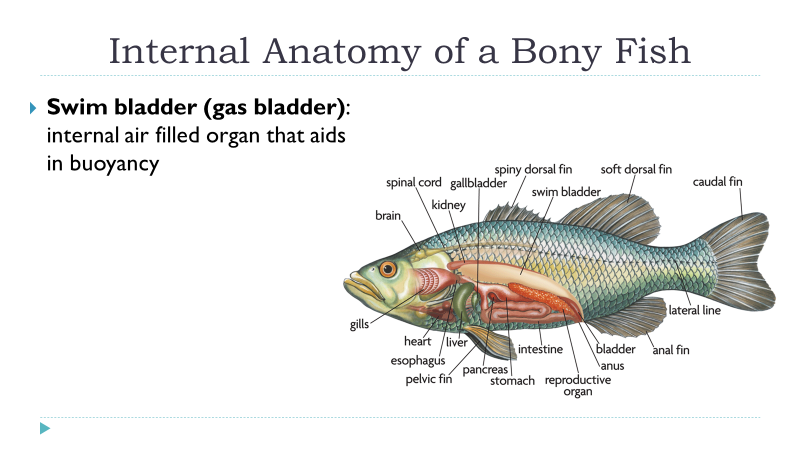 Internal Anatomy of a Bony Fish
Swim bladder (gas bladder):
internal air filled organ that aids
in buoyancy
spiny dorsal fin
soft dorsal fin
spinal cord
gallbladder
caudal fin
swim bladder
kidney
brain
lateral line
gills
heart
liver
intestine
bladder
anal fin
esophagus
anus
pancreas
pelvic fin
stomach
reproductive
organ